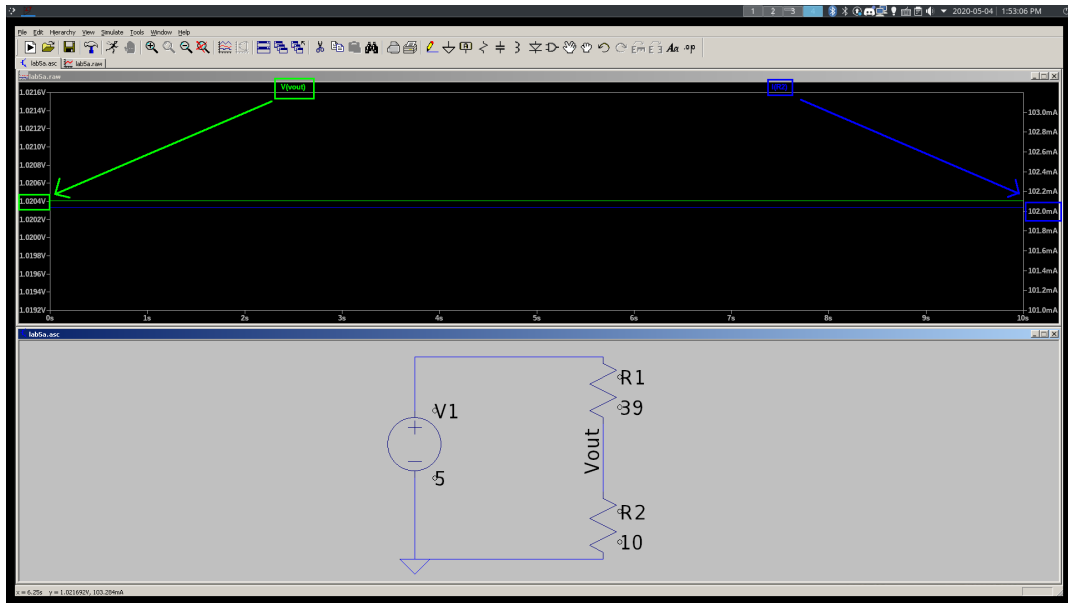 1 2 3 4 2020-05-04 1:53:06 PM
File Edit Hierarchy View Simulate Tools Window Help
lab5a.asc lab5a.raw
lab5a.raw
V(vout) I(R2)
1.0216V
1.0214V
1.0212V
1.0210V
1.0208V
1.0206V
1.0204V
1.0202V
1.0200V
1.0198V
1.0196V
1.0194V
1.0192V
103.0mA
102.8mA
102.6mA
102.4mA
102.2mA
102.0mA
101.8mA
101.6mA
101.4mA
101.2mA
101.0mA
0s 1s 2s 3s 4s 5s 6s 7s 8s 9s 10s
lab5a.asc
R1
39
V1
5
Vout
R2
10
x = 6.25s y = 1.021692V, 103.284mA